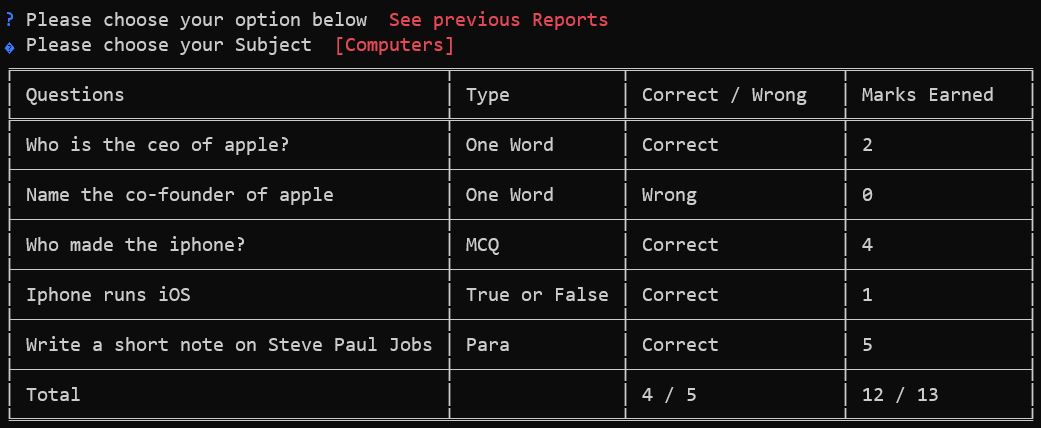 ? Please choose your option below  See previous Reports
� Please choose your Subject  [Computers]
Questions Type Correct / Wrong Marks Earned
Who is the ceo of apple? One Word Correct 2
Name the co-founder of apple One Word Wrong 0
Who made the iphone? MCQ Correct 4
Iphone runs iOS True or False Correct 1
Write a short note on Steve Paul Jobs Para Correct 5
Total 4 / 5 12 / 13